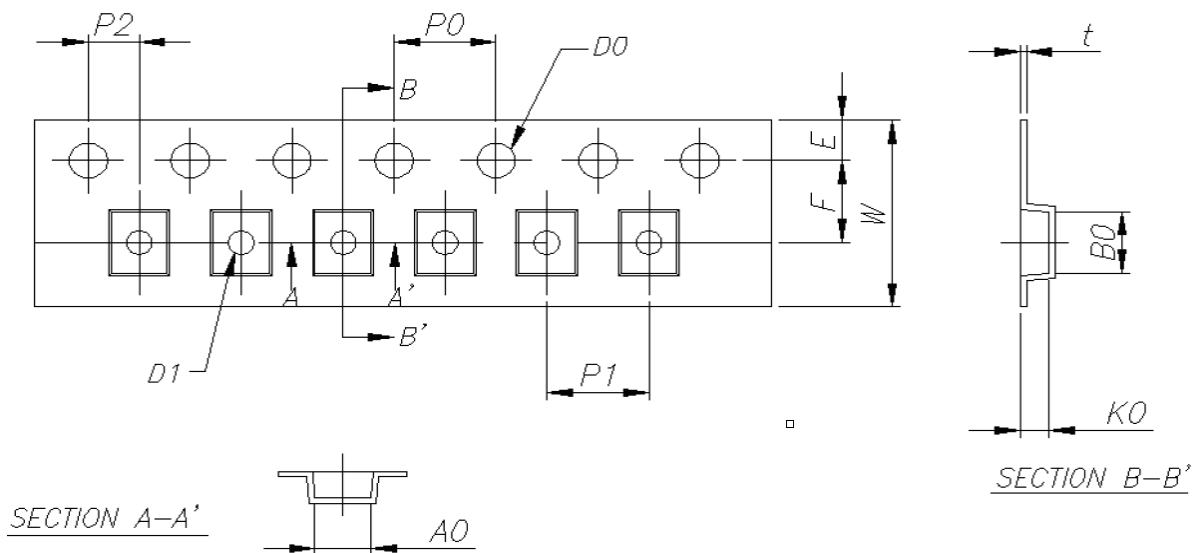 P2
P0
D0
t
B
E
F
W
B0
A
A'
B'
D1
P1
K0
SECTION B-B'
SECTION A-A'
A0